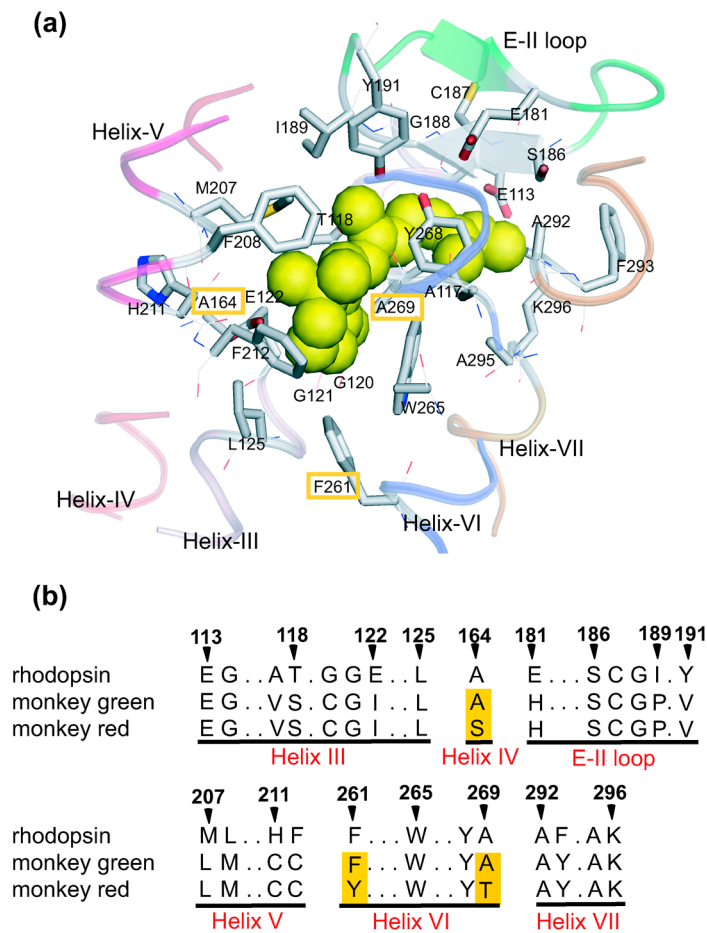 (a)
E-II loop
Y191
C187
E181
Helix-V
I189
G188
S186
M207
E113
T118
A292
F208
Y268
F293
A164
E122
A269
A117
K296
H211
F212
A295
G120
G121
W265
L125
Helix-VII
F261
Helix-IV
Helix-VI
Helix-III
(b)
113 118 122 125 164 181 186 189 191
rhodopsin E G . . A T . G G E . . L A E . . . S C G I . Y
monkey green E G . . V S . C G I . . L A H . . . S C G P . V
monkey red E G . . V S . C G I . . L S H S C G P . V
Helix III Helix IV E-II loop
207 211 261 265 269 292 296
rhodopsin M L . . H F F . . . W . . Y A A F . A K
monkey green L M . . C C F . . . W . . Y A A Y . A K
monkey red L M . . C C Y . . . W . . Y T A Y . A K
Helix V Helix VI Helix VII